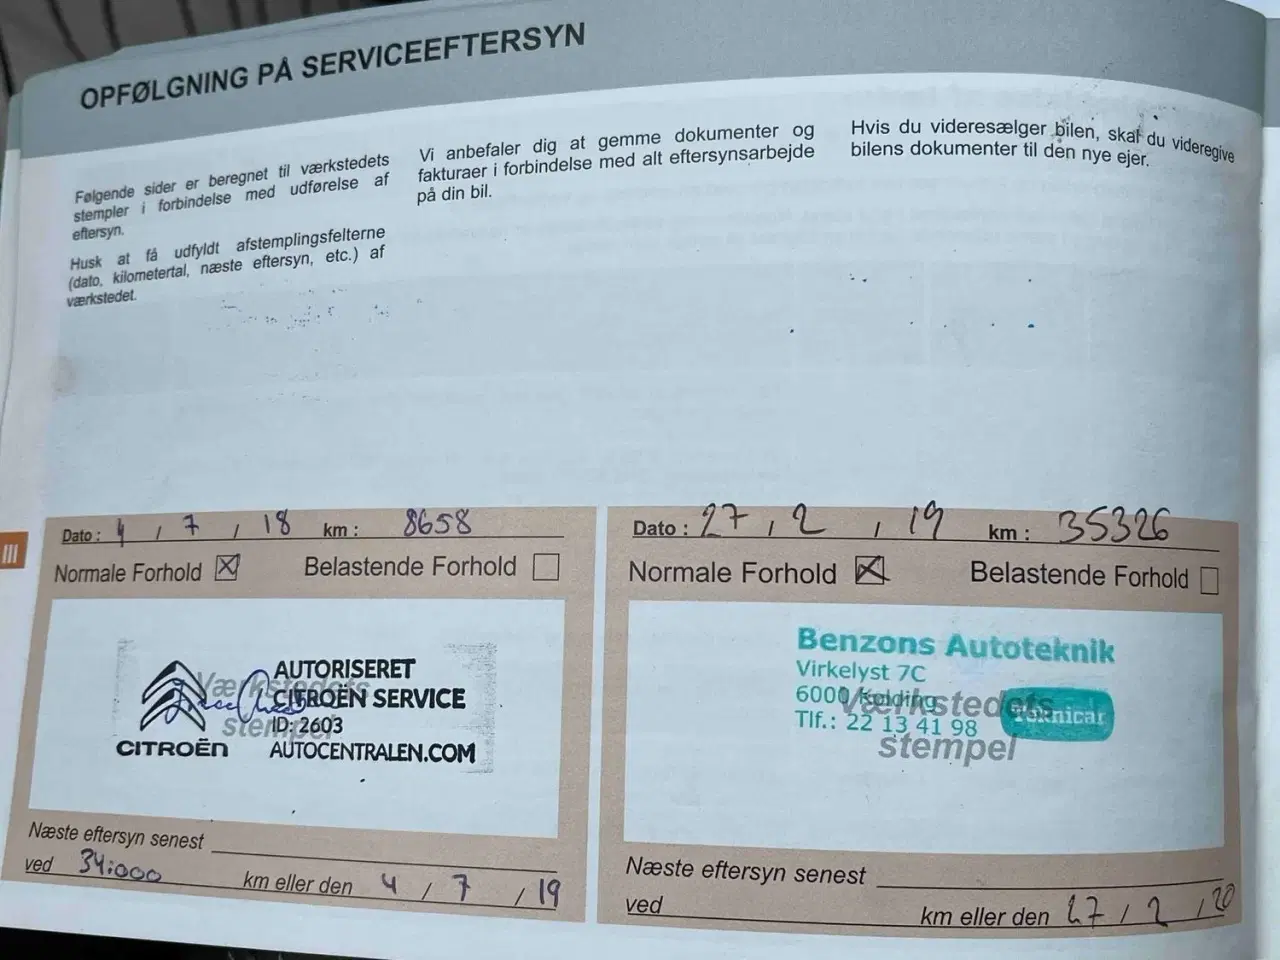 OPFØLGNING PÅ SERVICEEFTERSYN
Følgende sider er beregnet til værkstedets
stempler i forbindelse med udførelse af
eftersyn.
Husk at få udfyldt afstemplingsfelterne
(dato, kilometertal, næste eftersyn, etc.) af
værkstedet.
Vi anbefaler dig at gemme dokumenter og
fakturaer i forbindelse med alt eftersynsarbejde
på din bil.
Hvis du videresælger bilen, skal du videregive
bilens dokumenter til den nye ejer.
III
Dato : 4 / 7 / 18 km : 8658
Normale Forhold ☒ Belastende Forhold ☐
Værkstedets
stempel
AUTORISERET
CITROËN SERVICE
ID: 2603
CITROËN AUTOCENTRALEN.COM
Næste eftersyn senest
ved 34.000 km eller den 4 / 7 / 19
Dato : 27 / 2 / 19 km : 35326
Normale Forhold ☒ Belastende Forhold ☐
Benzons Autoteknik
Virkelyst 7C
6000 Kolding
Tlf.: 22 13 41 98
Værkstedets
stempel
Næste eftersyn senest
ved km eller den 27 / 2 / 20